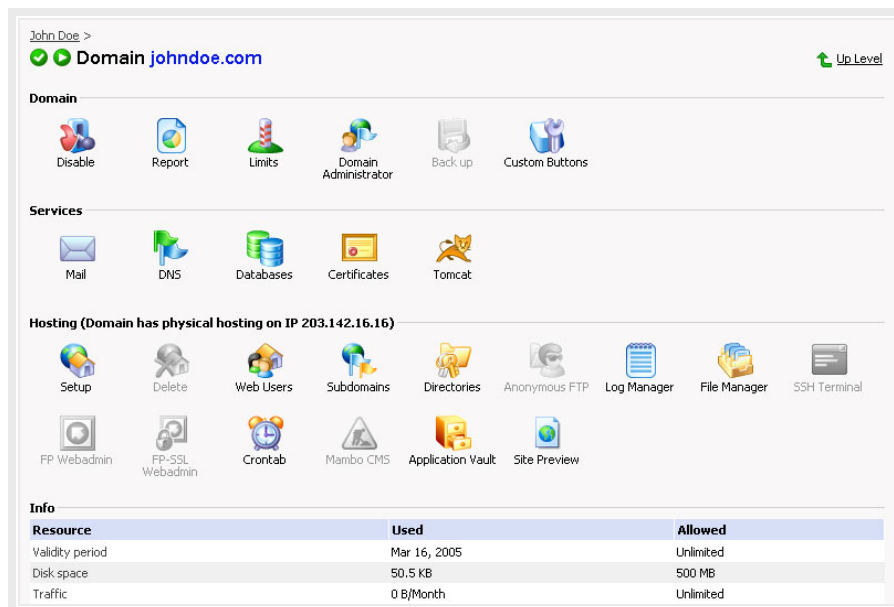 John Doe >
Domain johndoe.com
Up Level
Domain
Disable
Report
Limits
Domain
Administrator
Back up
Custom Buttons
Services
Mail
DNS
Databases
Certificates
Tomcat
Hosting (Domain has physical hosting on IP 203.142.16.16)
Setup
Delete
Web Users
Subdomains
Directories
Anonymous FTP
Log Manager
File Manager
SSH Terminal
FP Webadmin
FP-SSL
Webadmin
Crontab
Mambo CMS
Application Vault
Site Preview
Info
Resource Used Allowed
Validity period Mar 16, 2005 Unlimited
Disk space 50.5 KB 500 MB
Traffic 0 B/Month Unlimited